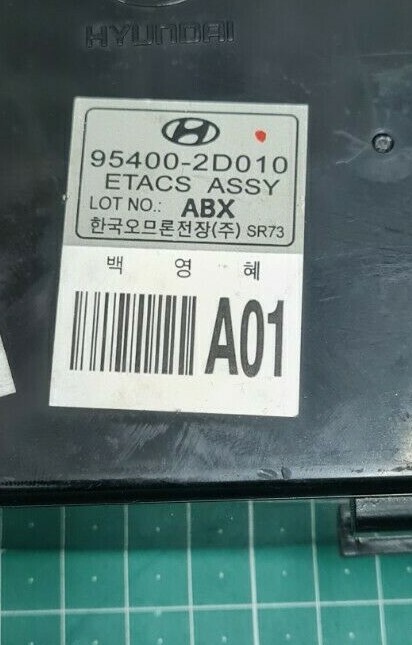 HYUNDAI
95400-2D010
ETACS ASSY
LOT NO.: ABX
한국오므론전장(주) SR73
백 영 혜
A01